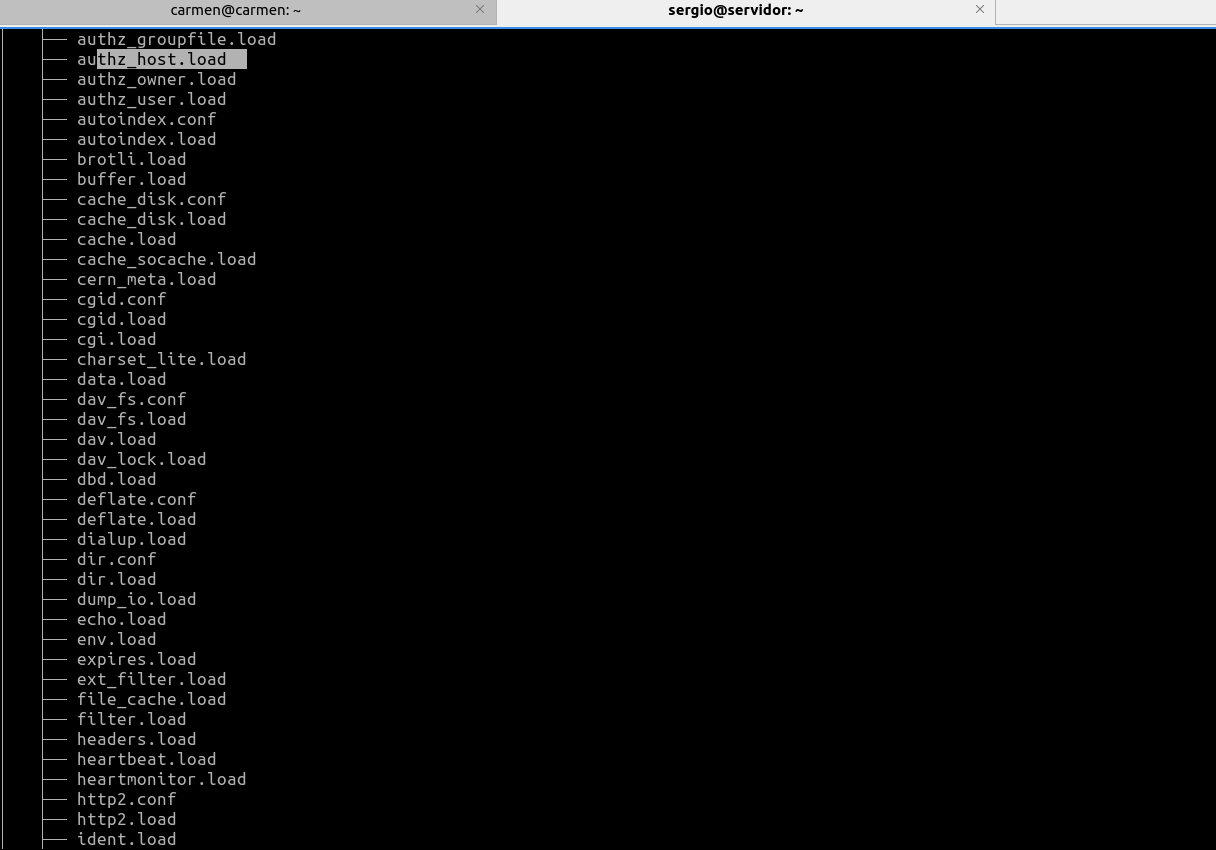 carmen@carmen: ~ × sergio@servidor: ~ ×
├── authz_groupfile.load
├── authz_host.load
├── authz_owner.load
├── authz_user.load
├── autoindex.conf
├── autoindex.load
├── brotli.load
├── buffer.load
├── cache_disk.conf
├── cache_disk.load
├── cache.load
├── cache_socache.load
├── cern_meta.load
├── cgid.conf
├── cgid.load
├── cgi.load
├── charset_lite.load
├── data.load
├── dav_fs.conf
├── dav_fs.load
├── dav.load
├── dav_lock.load
├── dbd.load
├── deflate.conf
├── deflate.load
├── dialup.load
├── dir.conf
├── dir.load
├── dump_io.load
├── echo.load
├── env.load
├── expires.load
├── ext_filter.load
├── file_cache.load
├── filter.load
├── headers.load
├── heartbeat.load
├── heartmonitor.load
├── http2.conf
├── http2.load
├── ident.load